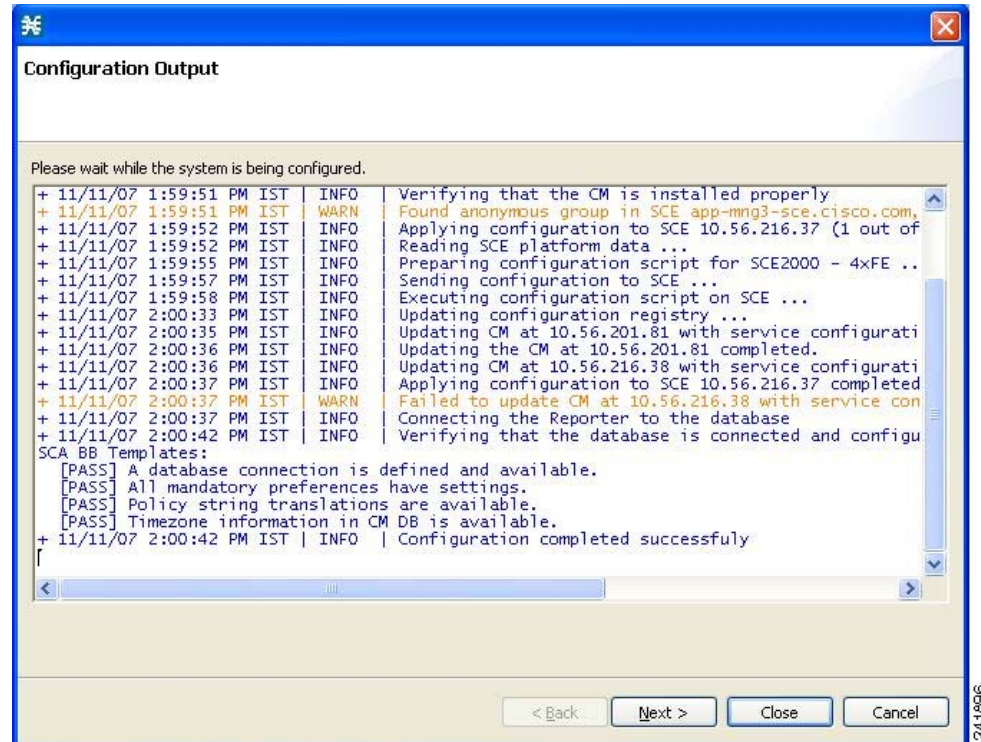 Configuration Output
Please wait while the system is being configured.
+ 11/11/07 1:59:51 PM IST | INFO | Verifying that the CM is installed properly
+ 11/11/07 1:59:51 PM IST | WARN | Found anonymous group in SCE app-mng3-sce.cisco.com,
+ 11/11/07 1:59:52 PM IST | INFO | Applying configuration to SCE 10.56.216.37 (1 out of
+ 11/11/07 1:59:52 PM IST | INFO | Reading SCE platform data ...
+ 11/11/07 1:59:55 PM IST | INFO | Preparing configuration script for SCE2000 - 4xFE ..
+ 11/11/07 1:59:57 PM IST | INFO | Sending configuration to SCE ...
+ 11/11/07 1:59:58 PM IST | INFO | Executing configuration script on SCE ...
+ 11/11/07 2:00:33 PM IST | INFO | Updating configuration registry ...
+ 11/11/07 2:00:35 PM IST | INFO | Updating CM at 10.56.201.81 with service configurati
+ 11/11/07 2:00:36 PM IST | INFO | Updating the CM at 10.56.201.81 completed.
+ 11/11/07 2:00:36 PM IST | INFO | Updating CM at 10.56.216.38 with service configurati
+ 11/11/07 2:00:37 PM IST | INFO | Applying configuration to SCE 10.56.216.37 completed
+ 11/11/07 2:00:37 PM IST | WARN | Failed to update CM at 10.56.216.38 with service con
+ 11/11/07 2:00:37 PM IST | INFO | Connecting the Reporter to the database
+ 11/11/07 2:00:42 PM IST | INFO | Verifying that the database is connected and configu
SCA BB Templates:
[PASS] A database connection is defined and available.
[PASS] All mandatory preferences have settings.
[PASS] Policy string translations are available.
[PASS] Timezone information in CM DB is available.
+ 11/11/07 2:00:42 PM IST | INFO | Configuration completed successfuly
< Back
Next >
Close
Cancel
241896